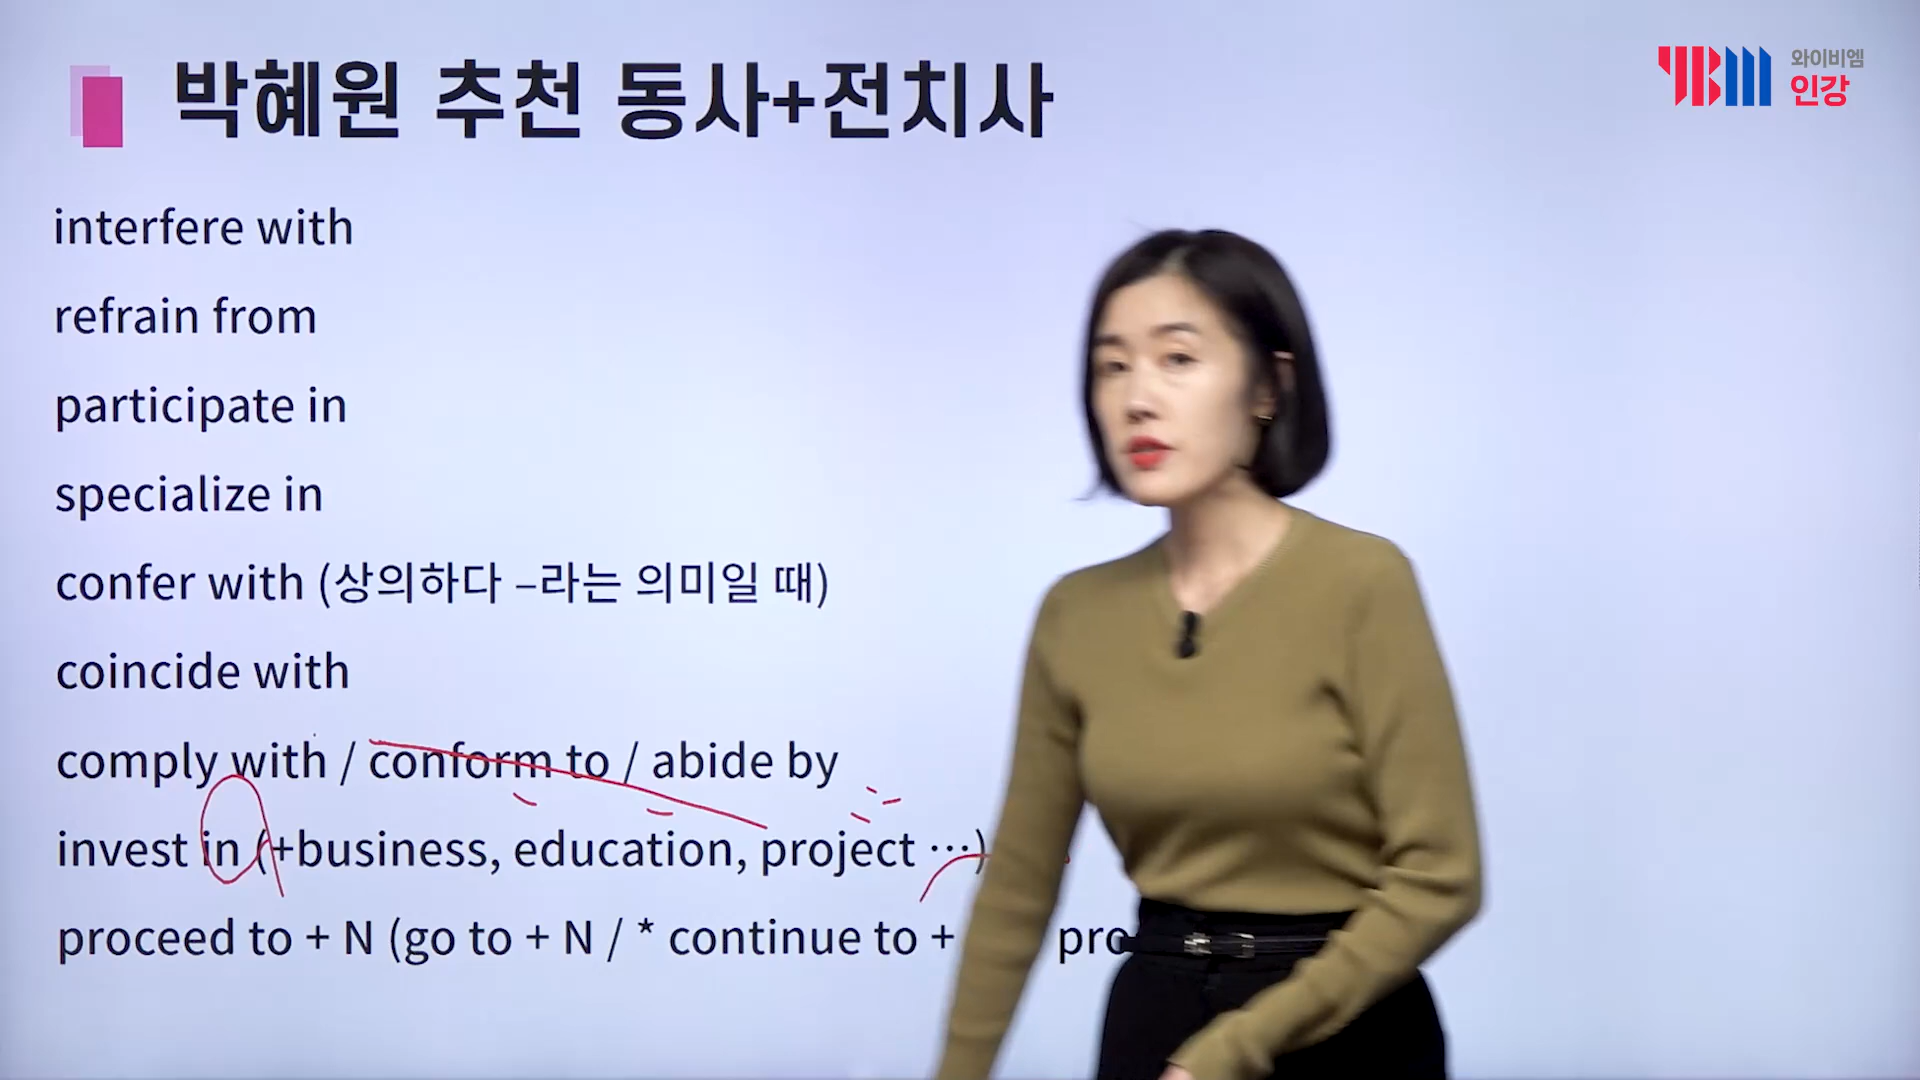 박혜원 추천 동사+전치사
YBM 와이비엠
인강
interfere with
refrain from
participate in
specialize in
confer with (상의하다 –라는 의미일 때)
coincide with
comply with / conform to / abide by
invest in (+business, education, project …)
proceed to + N (go to + N / * continue to +